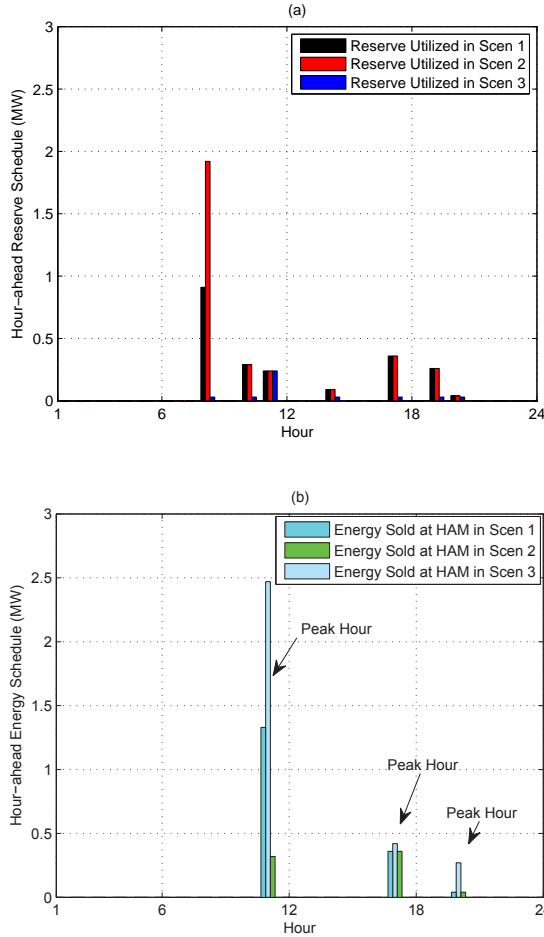 (a)
3
2.5
2
1.5
1
0.5
0
Hour−ahead Reserve Schedule (MW)
Reserve Utilized in Scen 1
Reserve Utilized in Scen 2
Reserve Utilized in Scen 3
1 6 12 18 24
Hour
(b)
3
2.5
2
1.5
1
0.5
0
Hour−ahead Energy Schedule (MW)
Energy Sold at HAM in Scen 1
Energy Sold at HAM in Scen 2
Energy Sold at HAM in Scen 3
Peak Hour
Peak Hour
Peak Hour
1 6 12 18 24
Hour